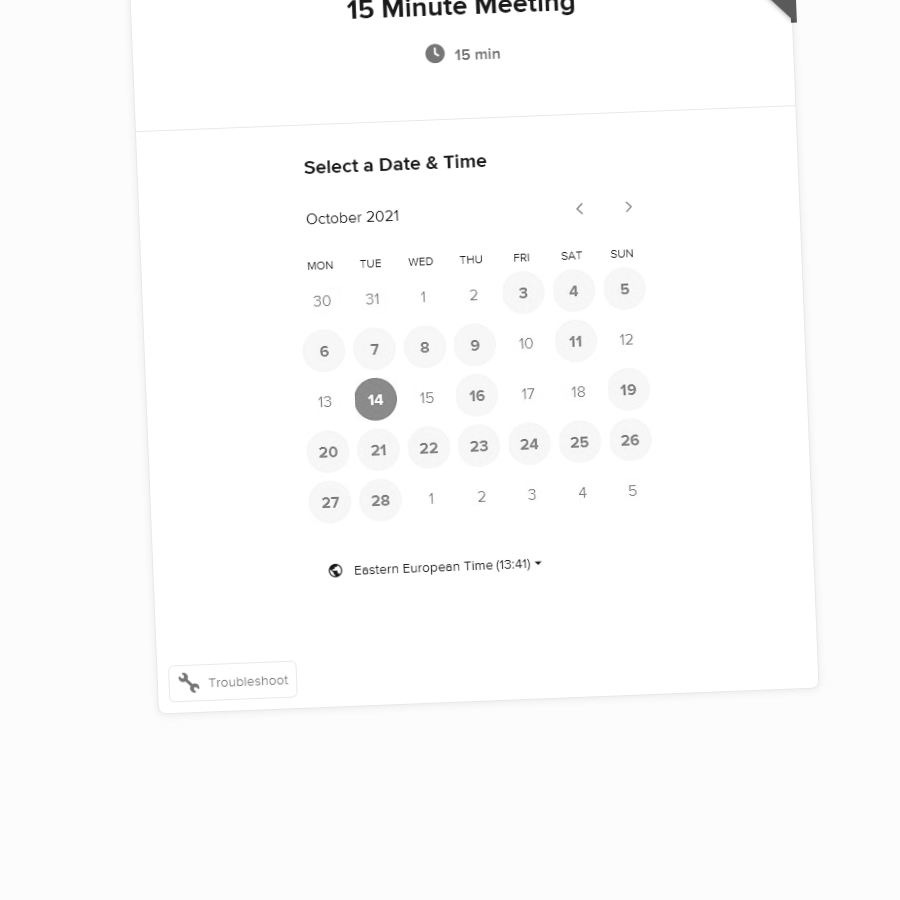 15 Minute Meeting
15 min
Select a Date & Time
October 2021
MON TUE WED THU FRI SAT SUN
30 31 1 2 3 4 5
6 7 8 9 10 11 12
13 14 15 16 17 18 19
20 21 22 23 24 25 26
27 28 1 2 3 4 5
Eastern European Time (13:41)
Troubleshoot